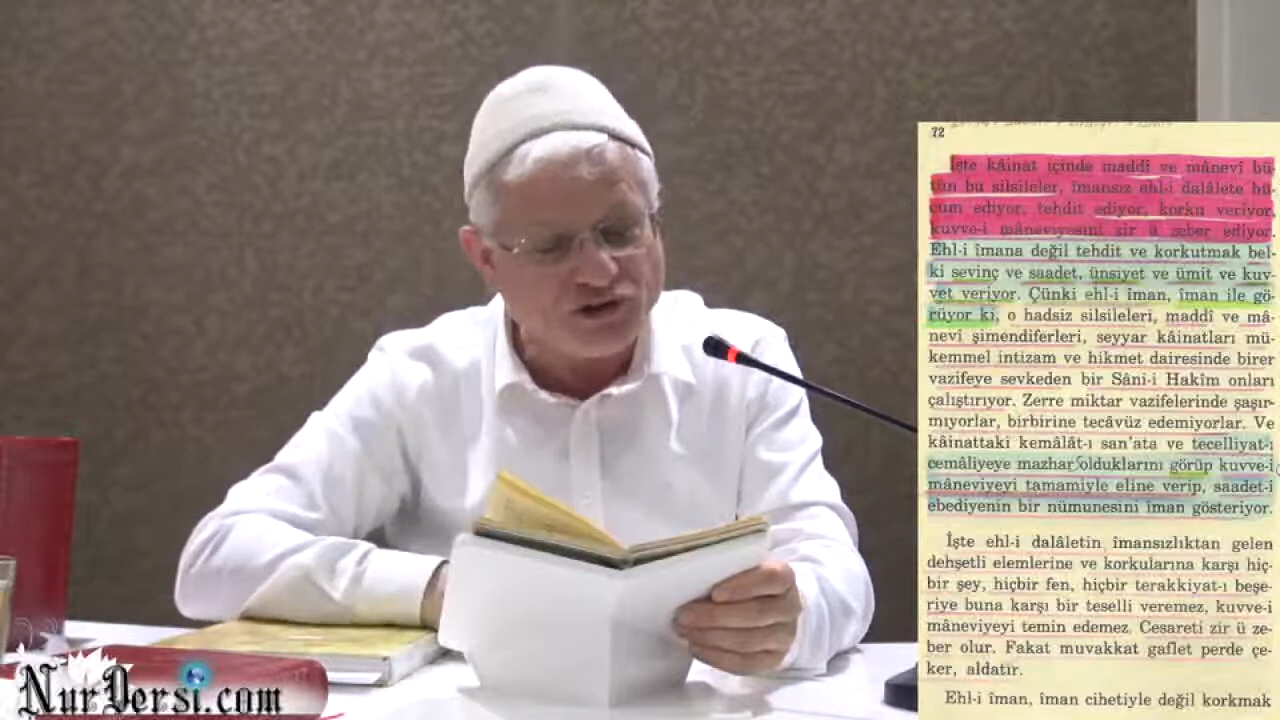 72
İşte kâinat içinde maddî ve mânevî bü-
tün bu silsileler, îmansız ehl-i dalâlete hü-
cum ediyor, tehdit ediyor, korku veriyor,
kuvve-i mâneviyesini zir ü zeber ediyor.
Ehl-i îmana değil tehdit ve korkutmak bel-
ki sevinç ve saadet, ünsiyet ve ümit ve kuv-
vet veriyor. Çünki ehl-i îman, îman ile gö-
rüyor ki, o hadsiz silsileleri, maddî ve mâ-
nevî şimendiferleri, seyyar kâinatları mü-
kemmel intizam ve hikmet dairesinde birer
vazifeye sevkeden bir Sâni-i Hakîm onları
çalıştırıyor. Zerre miktar vazifelerinde şaşır-
mıyorlar, birbirine tecâvüz edemiyorlar. Ve
kâinattaki kemâlât-ı san'ata ve tecelliyat-ı
cemâliyeye mazhar olduklarını görüp kuvve-i
mâneviyeyi tamamiyle eline verip, saadet-i
ebediyenin bir nümunesini îman gösteriyor.
İşte ehl-i dalâletin îmansızlıktan gelen
dehşetli elemlerine ve korkularına karşı hiç-
bir şey, hiçbir fen, hiçbir terakkiyat-ı beşe-
riye buna karşı bir teselli veremez, kuvve-i
mâneviyeyi temin edemez. Cesareti zir ü ze-
ber olur. Fakat muvakkat gaflet perde çe-
ker, aldatır.
Ehl-i îman, îman cihetiyle değil korkmak
NurDersi.com